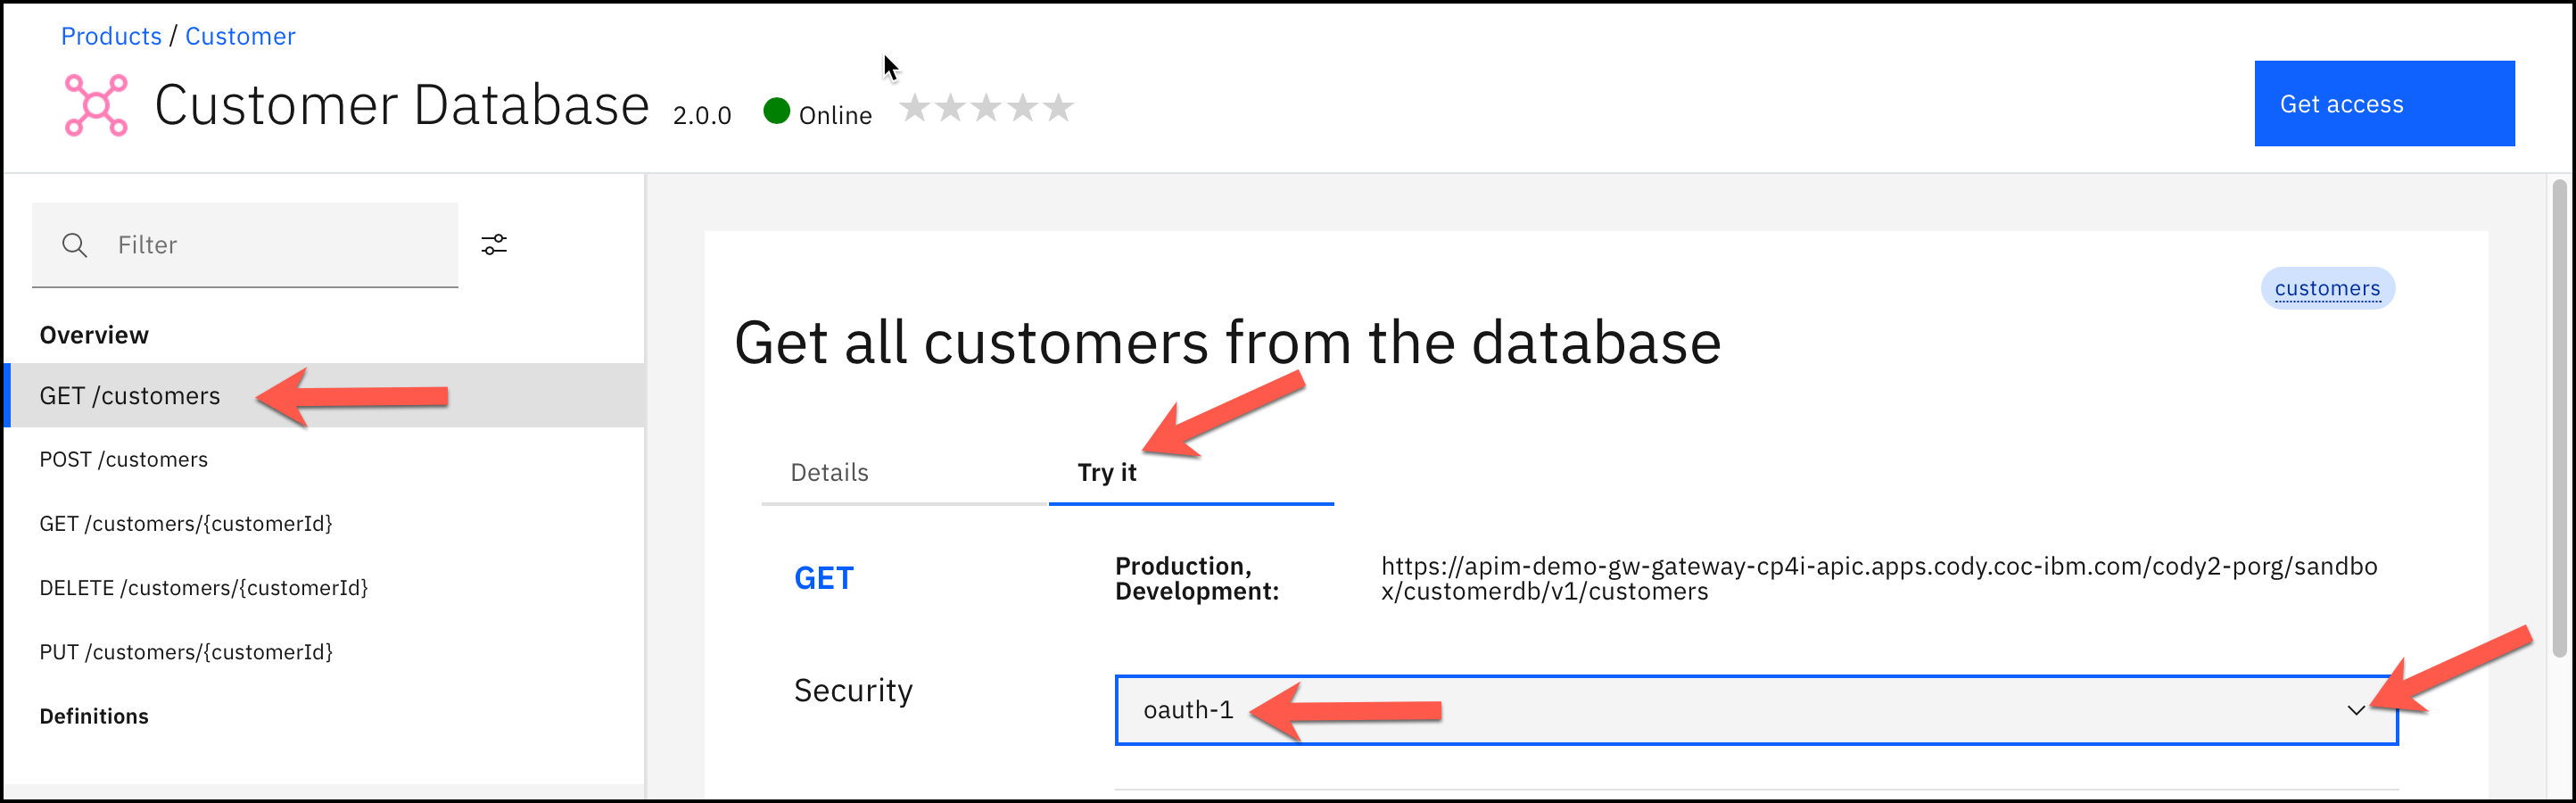 Products / Customer
Customer Database 2.0.0 Online
Get access
Filter
Overview
GET /customers
POST /customers
GET /customers/{customerId}
DELETE /customers/{customerId}
PUT /customers/{customerId}
Definitions
customers
Get all customers from the database
Details Try it
GET
Production,
Development:
https://apim-demo-gw-gateway-cp4i-apic.apps.cody.coc-ibm.com/cody2-porg/sandbo
x/customerdb/v1/customers
Security
oauth-1